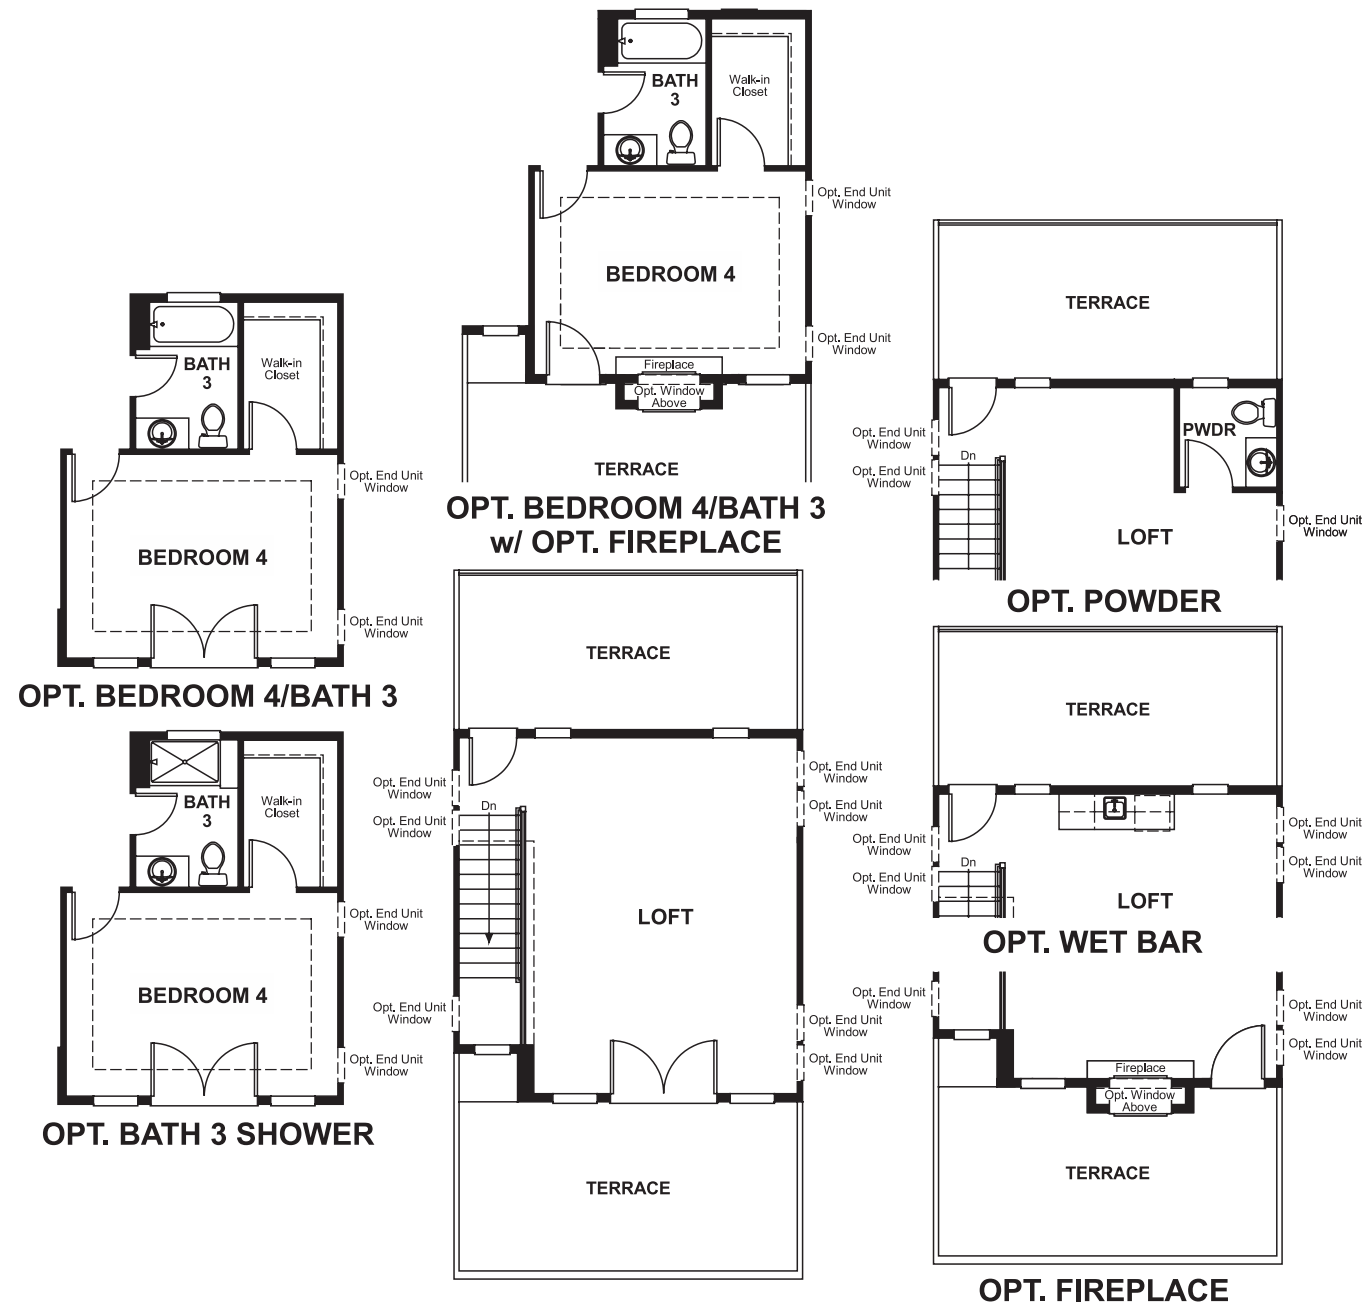 BATH
3
Walk-in
Closet
Opt. End Unit
Window
BEDROOM 4
Opt. End Unit
Window
Fireplace
Opt. Window
Above
TERRACE
OPT. BEDROOM 4/BATH 3
w/ OPT. FIREPLACE
BATH
3
Walk-in
Closet
Opt. End Unit
Window
BEDROOM 4
Opt. End Unit
Window
OPT. BEDROOM 4/BATH 3
BATH
3
Walk-in
Closet
Opt. End Unit
Window
BEDROOM 4
Opt. End Unit
Window
OPT. BATH 3 SHOWER
TERRACE
Opt. End Unit
Window
Opt. End Unit
Window
Dn
Opt. End Unit
Window
Opt. End Unit
Window
LOFT
Opt. End Unit
Window
Opt. End Unit
Window
Opt. End Unit
Window
TERRACE
TERRACE
Opt. End Unit
Window
PWDR
Dn
Opt. End Unit
Window
Opt. End Unit
Window
LOFT
OPT. POWDER
TERRACE
Opt. End Unit
Window
Opt. End Unit
Window
Dn
Opt. End Unit
Window
Opt. End Unit
Window
LOFT
OPT. WET BAR
Opt. End Unit
Window
Opt. End Unit
Window
Opt. End Unit
Window
Fireplace
Opt. Window
Above
TERRACE
OPT. FIREPLACE